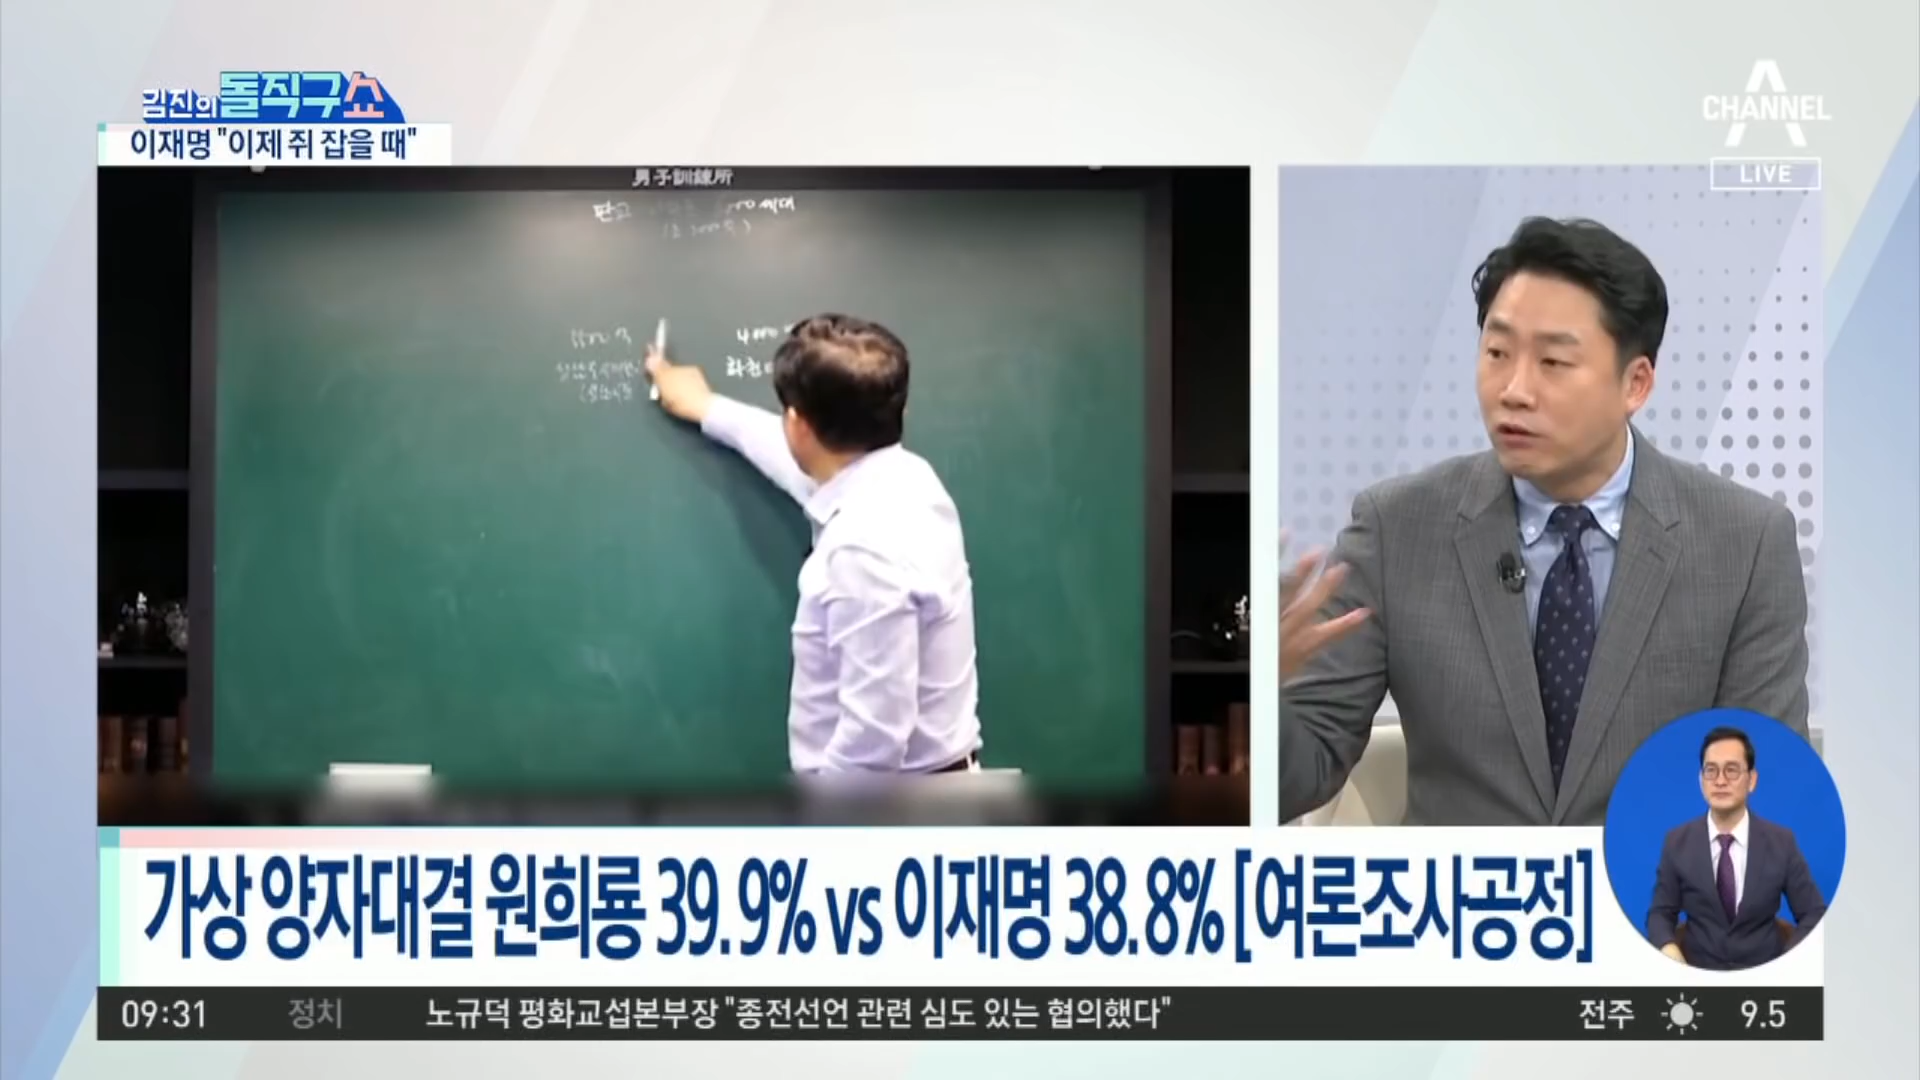 김진의 돌직구쇼
이재명 "이제 쥐 잡을 때"
CHANNEL A
LIVE
男子訓練所
판교
가상 양자대결 원희룡 39.9% vs 이재명 38.8% [여론조사공정]
09:31 정치 노규덕 평화교섭본부장 "종전선언 관련 심도 있는 협의했다" 전주 9.5